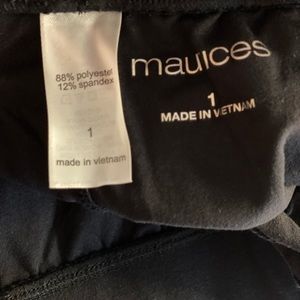 88% polyester
12% spandex
1
made in vietnam
maurices
1
MADE IN VIETNAM